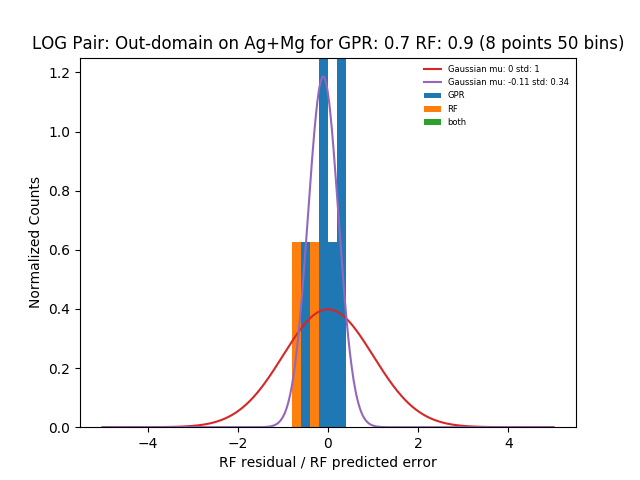 LOG Pair: Out-domain on Ag+Mg for GPR: 0.7 RF: 0.9 (8 points 50 bins)
Gaussian mu: 0 std: 1
Gaussian mu: -0.11 std: 0.34
GPR
RF
both
Normalized Counts
1.2
1.0
0.8
0.6
0.4
0.2
0.0
−4 −2 0 2 4
RF residual / RF predicted error